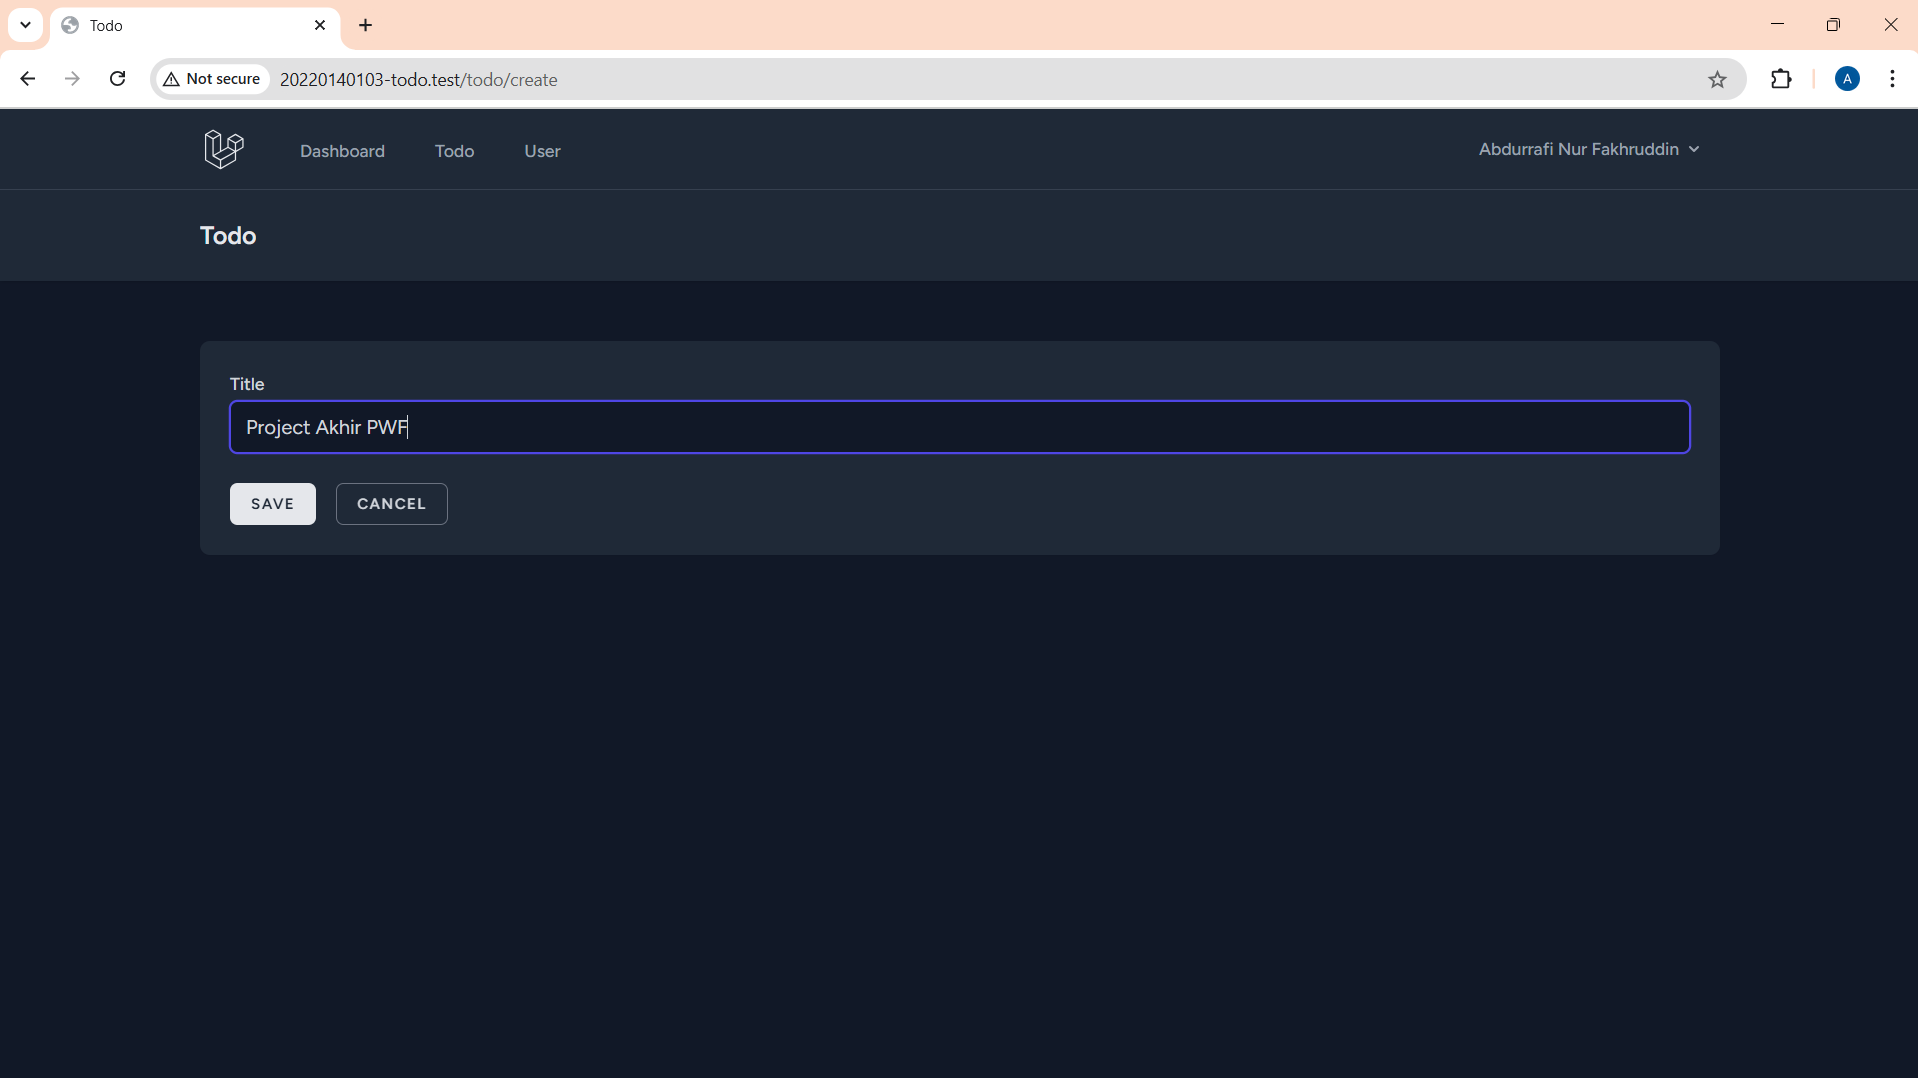 Todo
Not secure 20220140103-todo.test/todo/create A
Dashboard Todo User Abdurrafi Nur Fakhruddin
Todo
Title
Project Akhir PWF
SAVE CANCEL